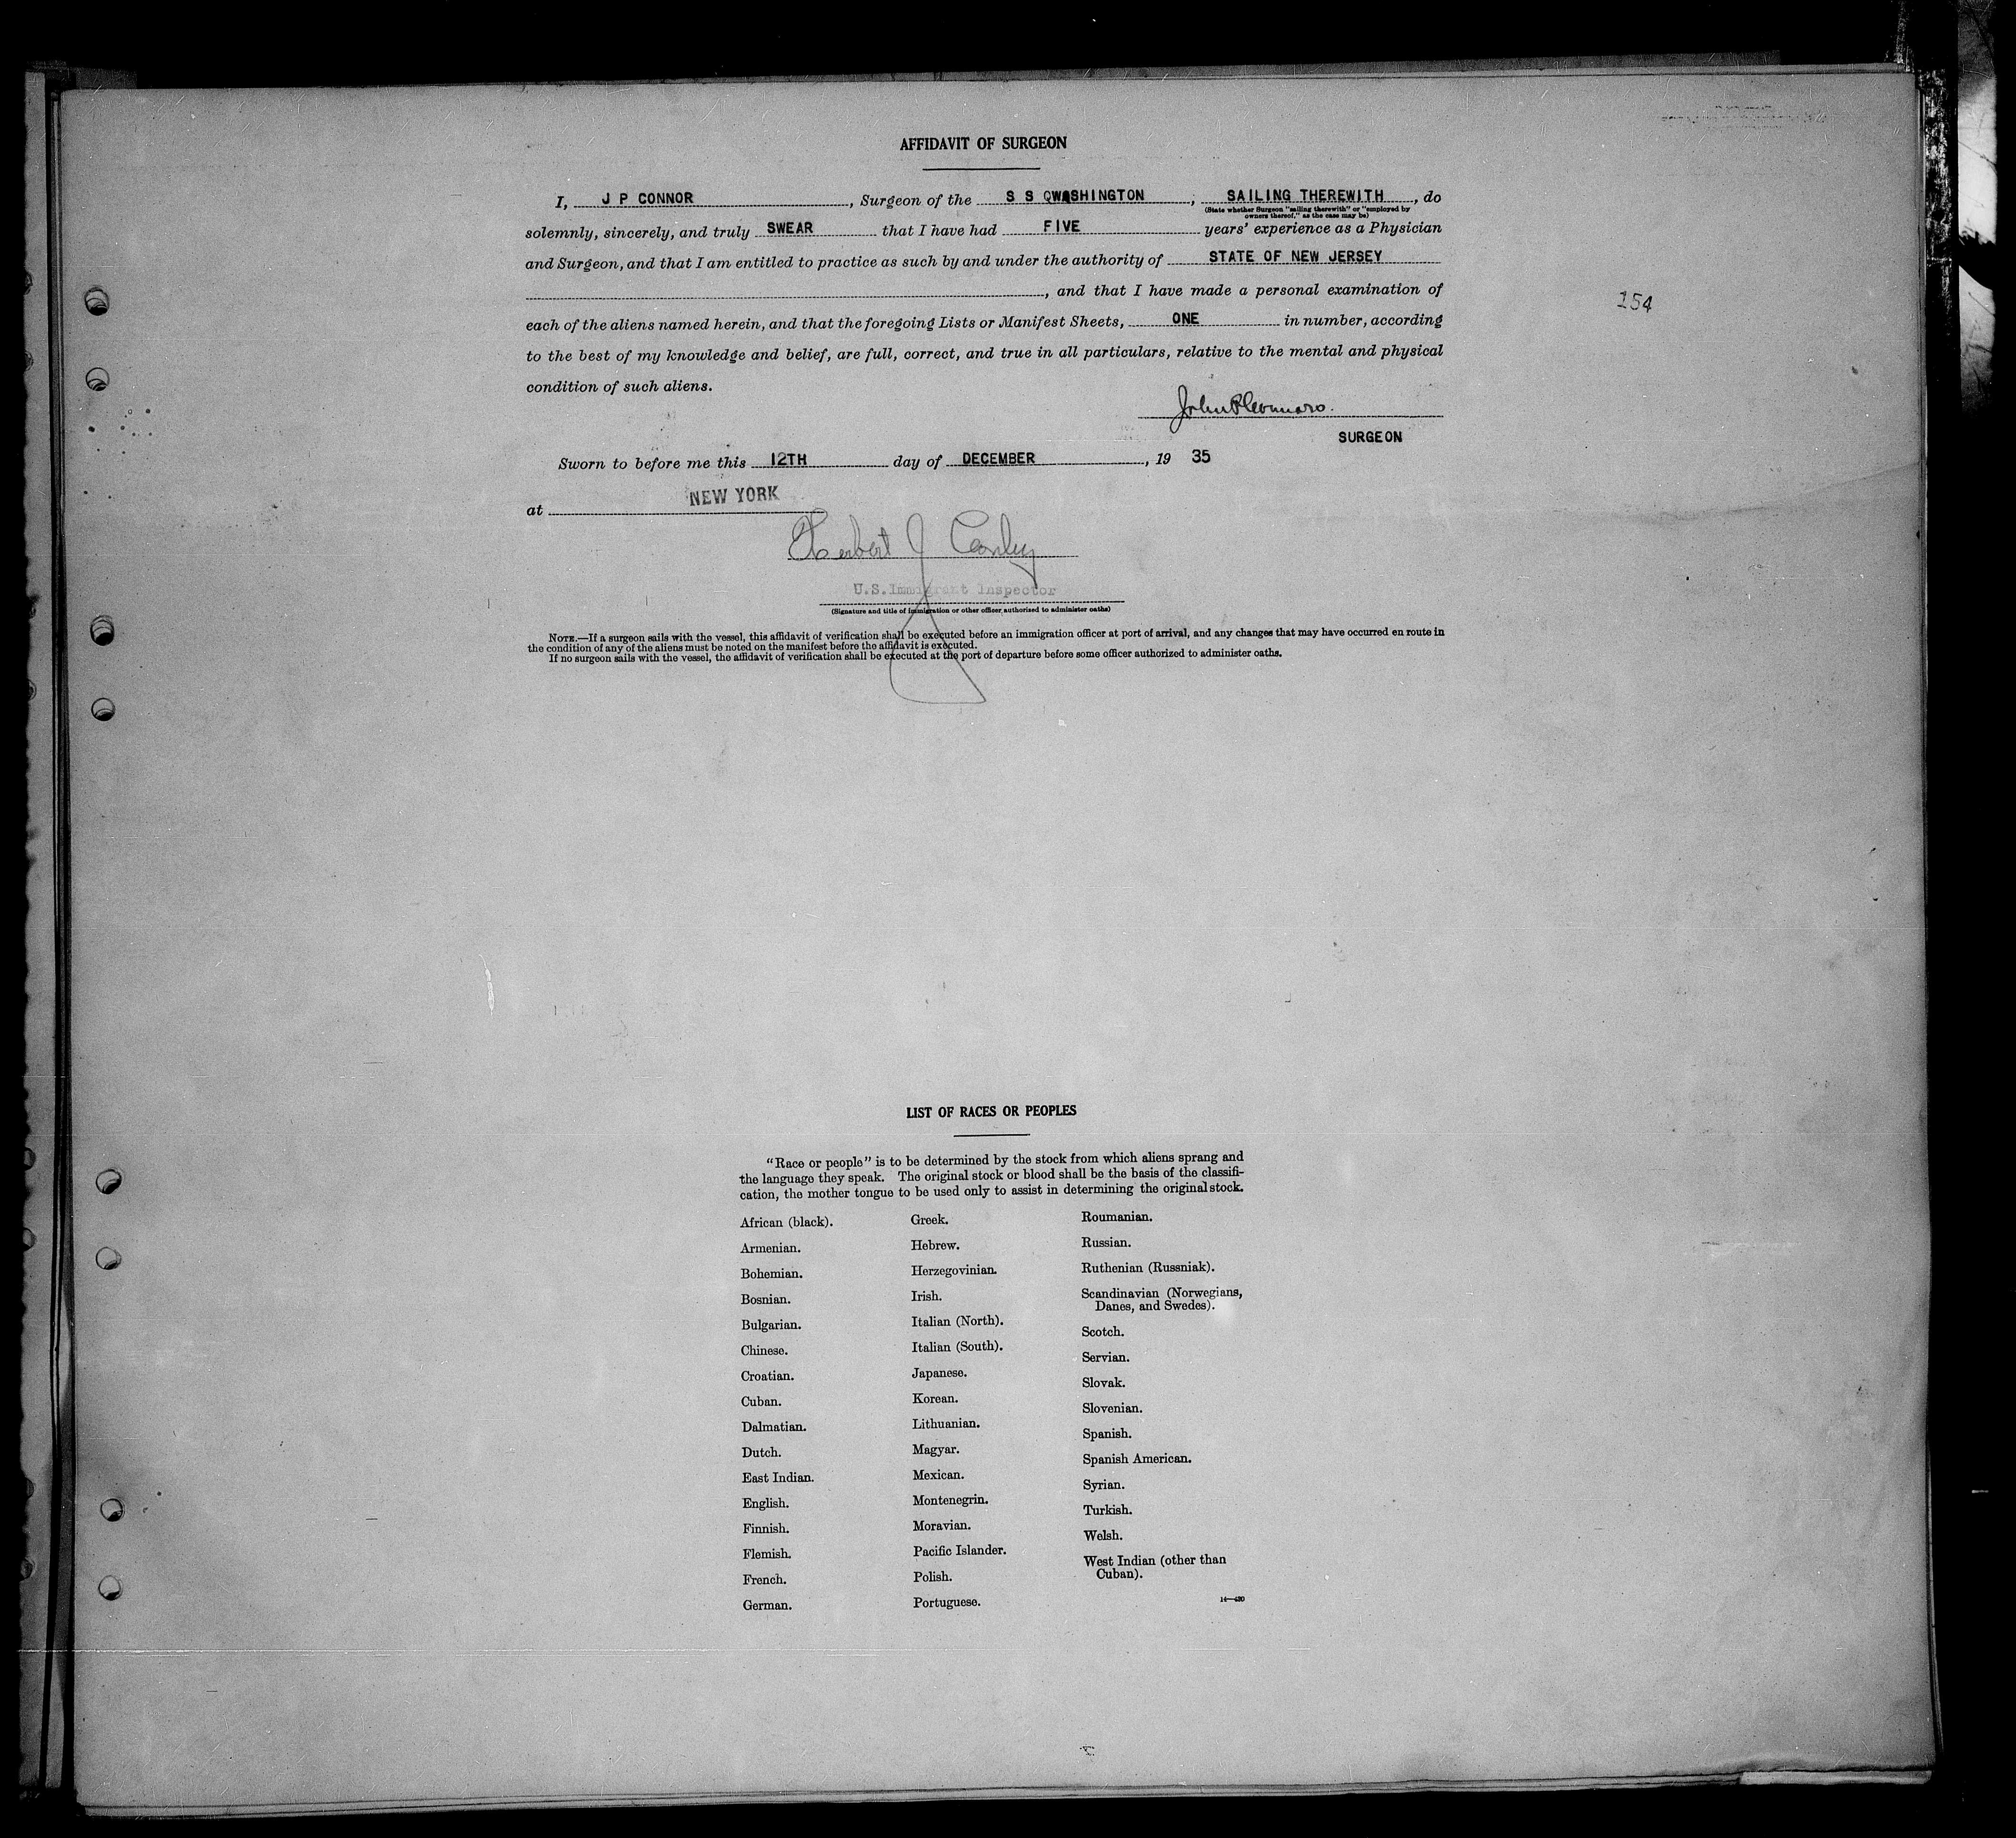 AFFIDAVIT OF SURGEON
I, J P CONNOR, Surgeon of the S S QWASHINGTON, SAILING THEREWITH, do
(State whether Surgeon "sailing therewith" or "employed by
owners thereof," as the case may be)
solemnly, sincerely, and truly SWEAR that I have had FIVE years' experience as a Physician
and Surgeon, and that I am entitled to practice as such by and under the authority of STATE OF NEW JERSEY
, and that I have made a personal examination of
154
each of the aliens named herein, and that the foregoing Lists or Manifest Sheets, ONE in number, according
to the best of my knowledge and belief, are full, correct, and true in all particulars, relative to the mental and physical
condition of such aliens.
John P
SURGEON
Sworn to before me this 12TH day of DECEMBER, 19 35
at NEW YORK
Herbert J
U.S. Immigrant Inspector
(Signature and title of immigration or other officer authorized to administer oaths)
NOTE.—If a surgeon sails with the vessel, this affidavit of verification shall be executed before an immigration officer at port of arrival, and any changes that may have occurred en route in
the condition of any of the aliens must be noted on the manifest before the affidavit is executed.
If no surgeon sails with the vessel, the affidavit of verification shall be executed at the port of departure before some officer authorized to administer oaths.
LIST OF RACES OR PEOPLES
"Race or people" is to be determined by the stock from which aliens sprang and
the language they speak. The original stock or blood shall be the basis of the classifi-
cation, the mother tongue to be used only to assist in determining the original stock.
African (black).
Armenian.
Bohemian.
Bosnian.
Bulgarian.
Chinese.
Croatian.
Cuban.
Dalmatian.
Dutch.
East Indian.
English.
Finnish.
Flemish.
French.
German.
Greek.
Hebrew.
Herzegovinian.
Irish.
Italian (North).
Italian (South).
Japanese.
Korean.
Lithuanian.
Magyar.
Mexican.
Montenegrin.
Moravian.
Pacific Islander.
Polish.
Portuguese.
Roumanian.
Russian.
Ruthenian (Russniak).
Scandinavian (Norwegians,
Danes, and Swedes).
Scotch.
Servian.
Slovak.
Slovenian.
Spanish.
Spanish American.
Syrian.
Turkish.
Welsh.
West Indian (other than
Cuban).